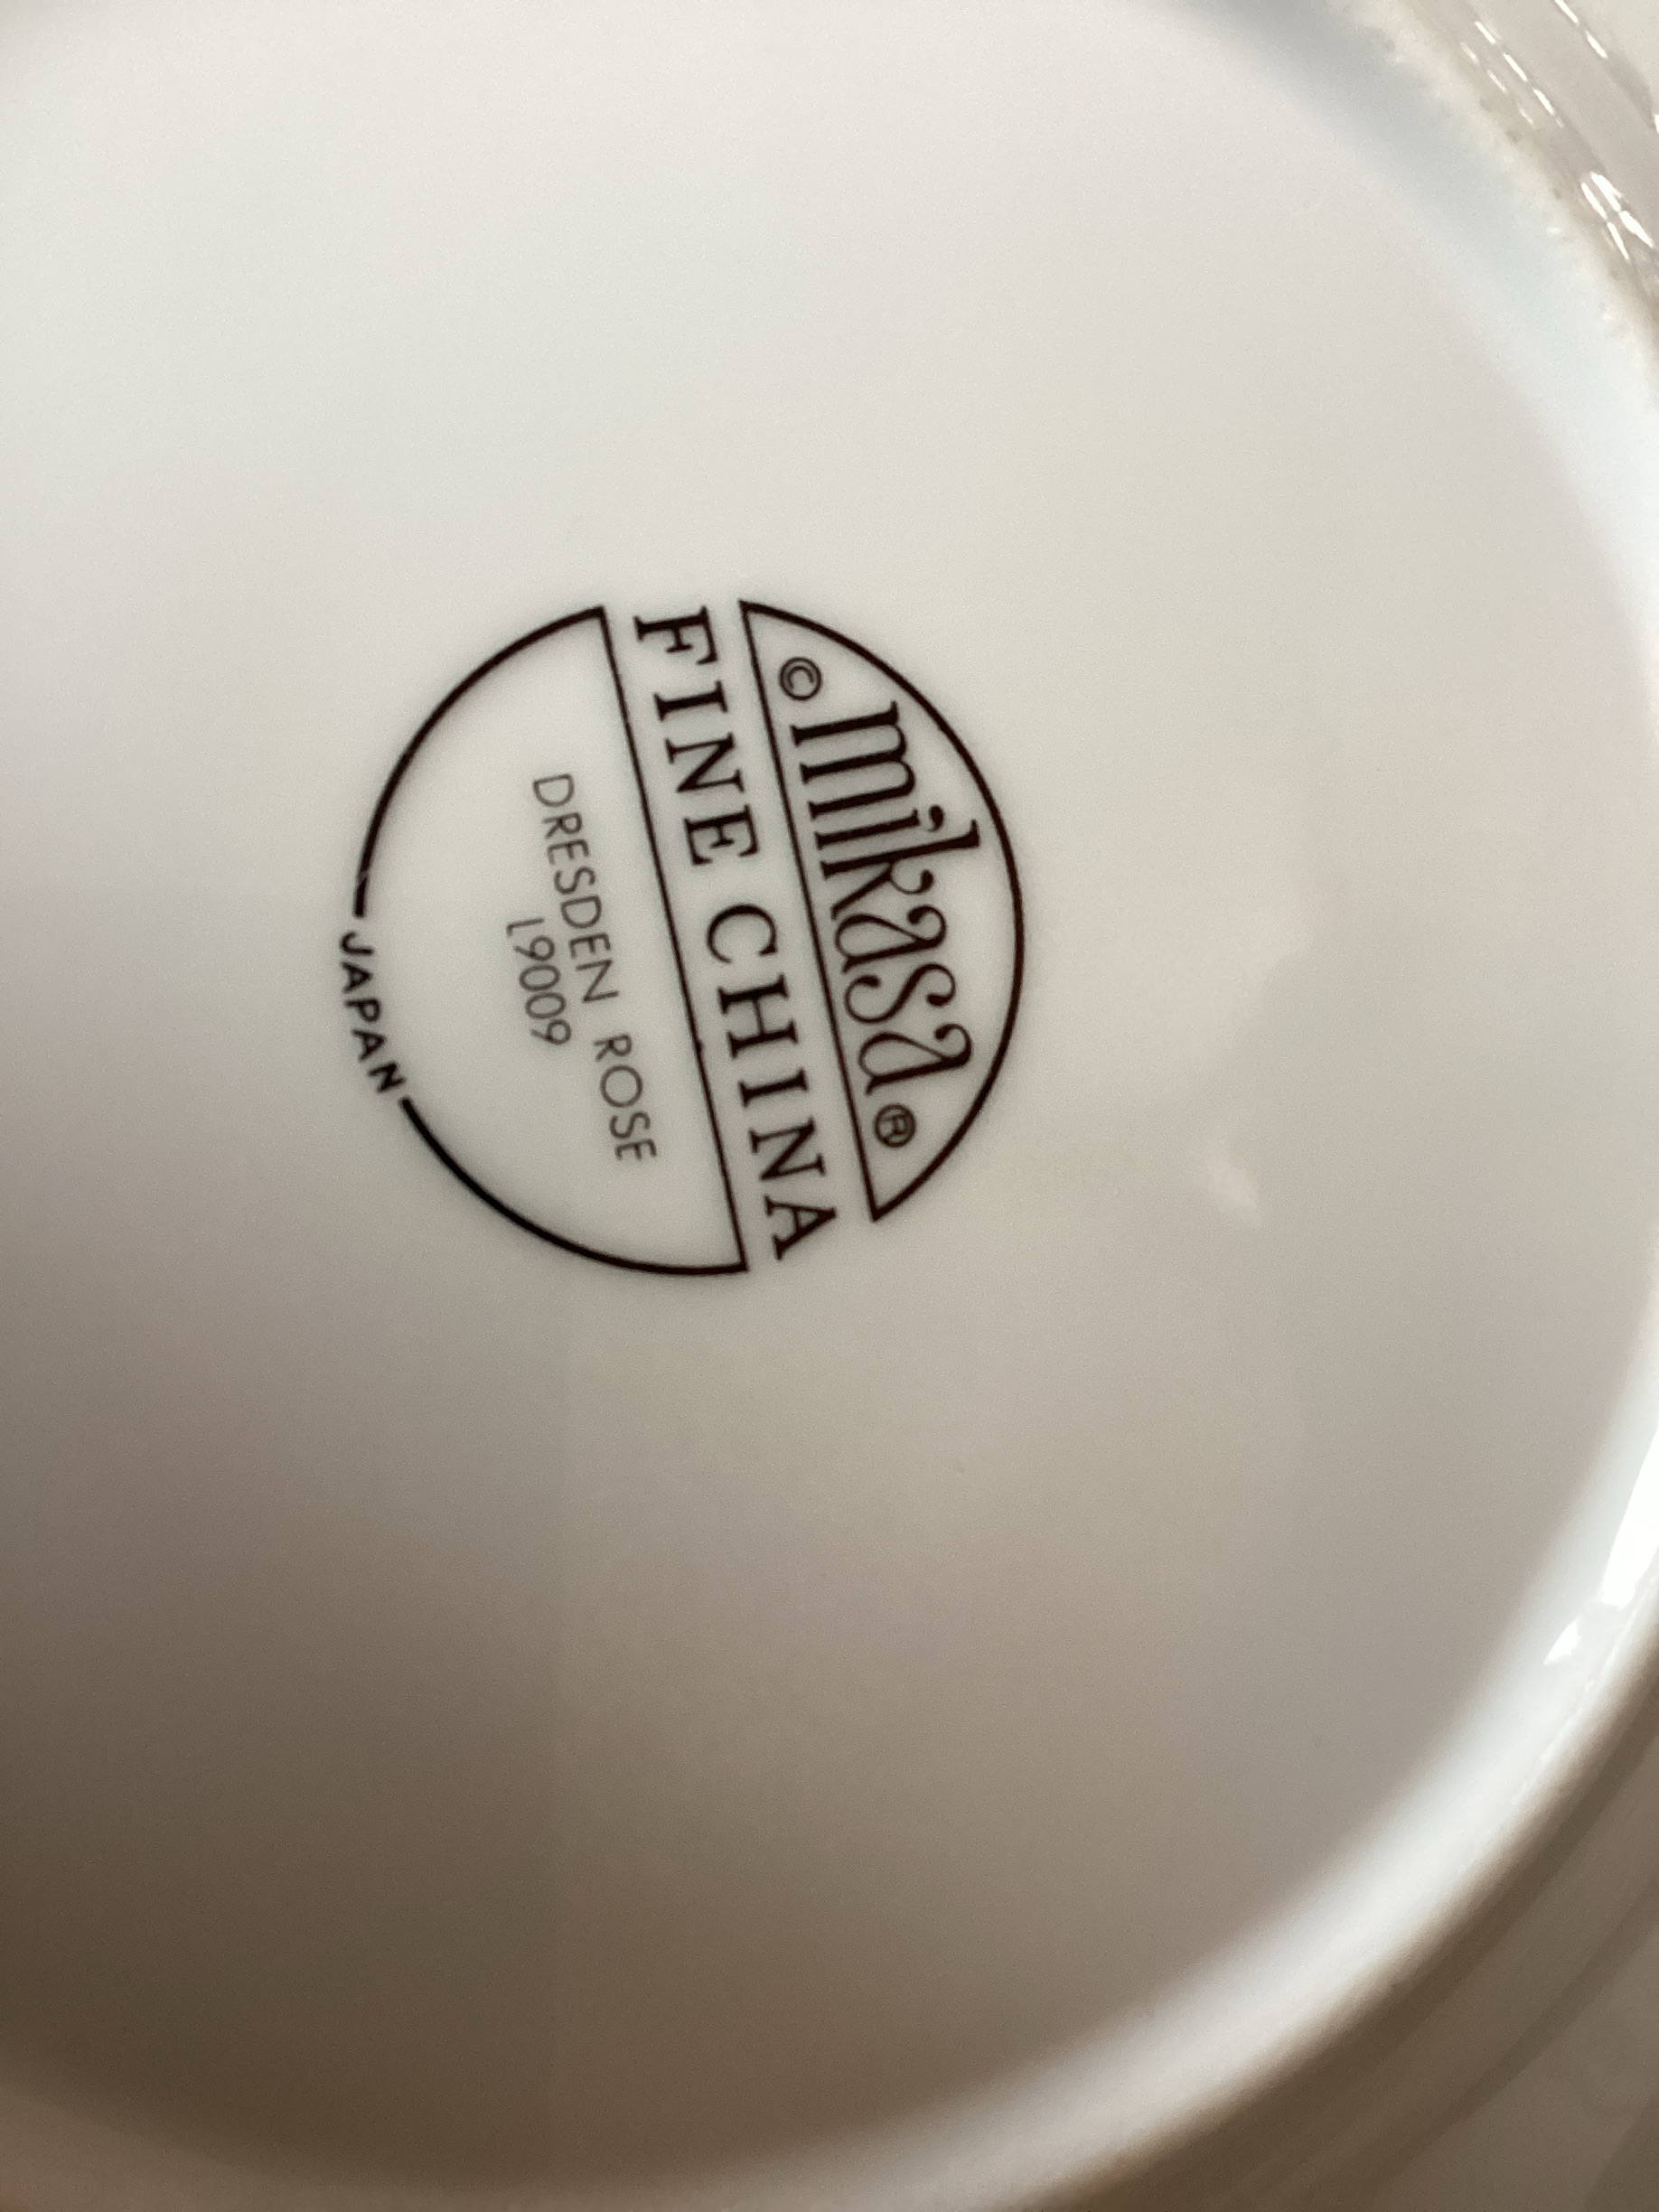 © mikasa ®
FINE CHINA
DRESDEN ROSE
L9009
JAPAN